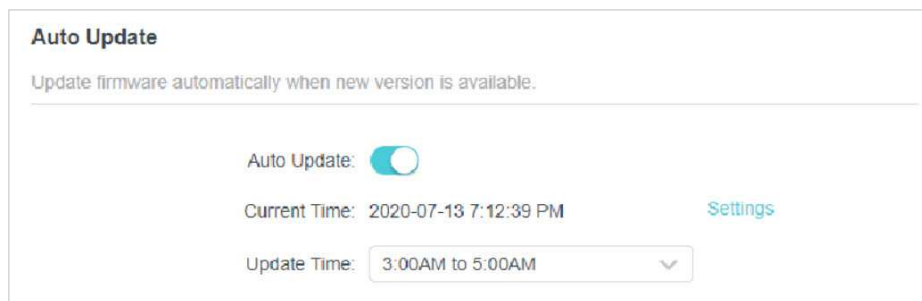 Auto Update
Update firmware automatically when new version is available.
Auto Update:
Current Time: 2020-07-13 7:12:39 PM Settings
Update Time: 3:00AM to 5:00AM